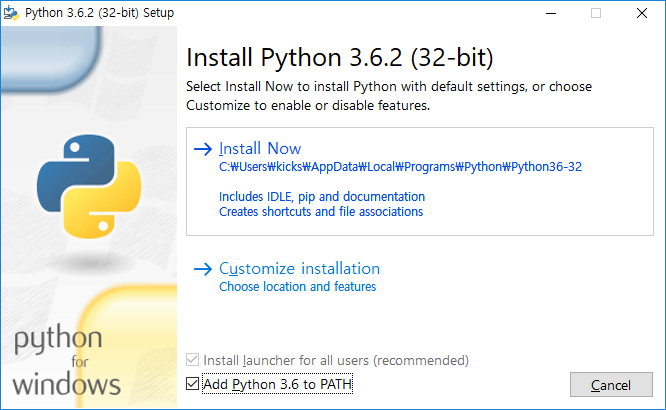 Python 3.6.2 (32-bit) Setup
Install Python 3.6.2 (32-bit)
Select Install Now to install Python with default settings, or choose
Customize to enable or disable features.
Install Now
C:₩Users₩kicks₩AppData₩Local₩Programs₩Python₩Python36-32
Includes IDLE, pip and documentation
Creates shortcuts and file associations
Customize installation
Choose location and features
python
for
windows
Install launcher for all users (recommended)
Add Python 3.6 to PATH
Cancel